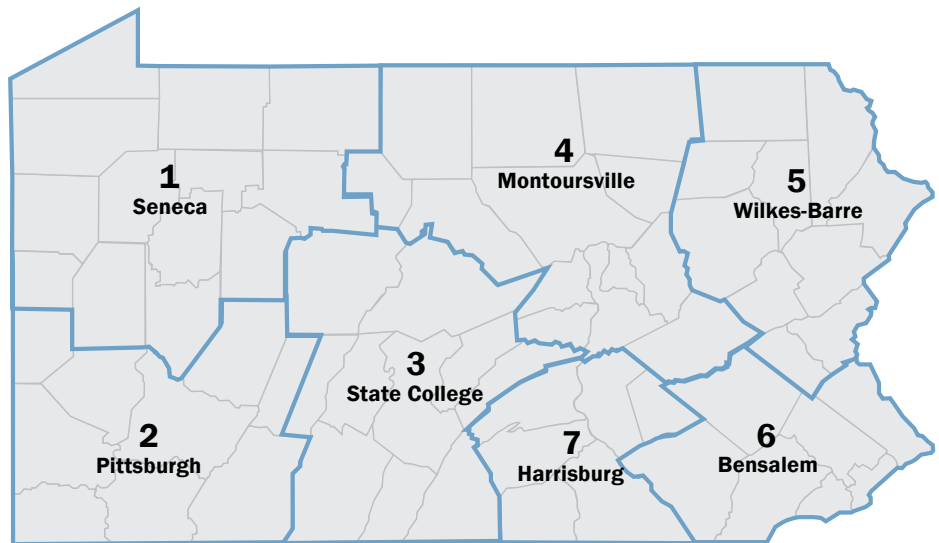 1
Seneca
2
Pittsburgh
3
State College
4
Montoursville
5
Wilkes-Barre
6
Bensalem
7
Harrisburg